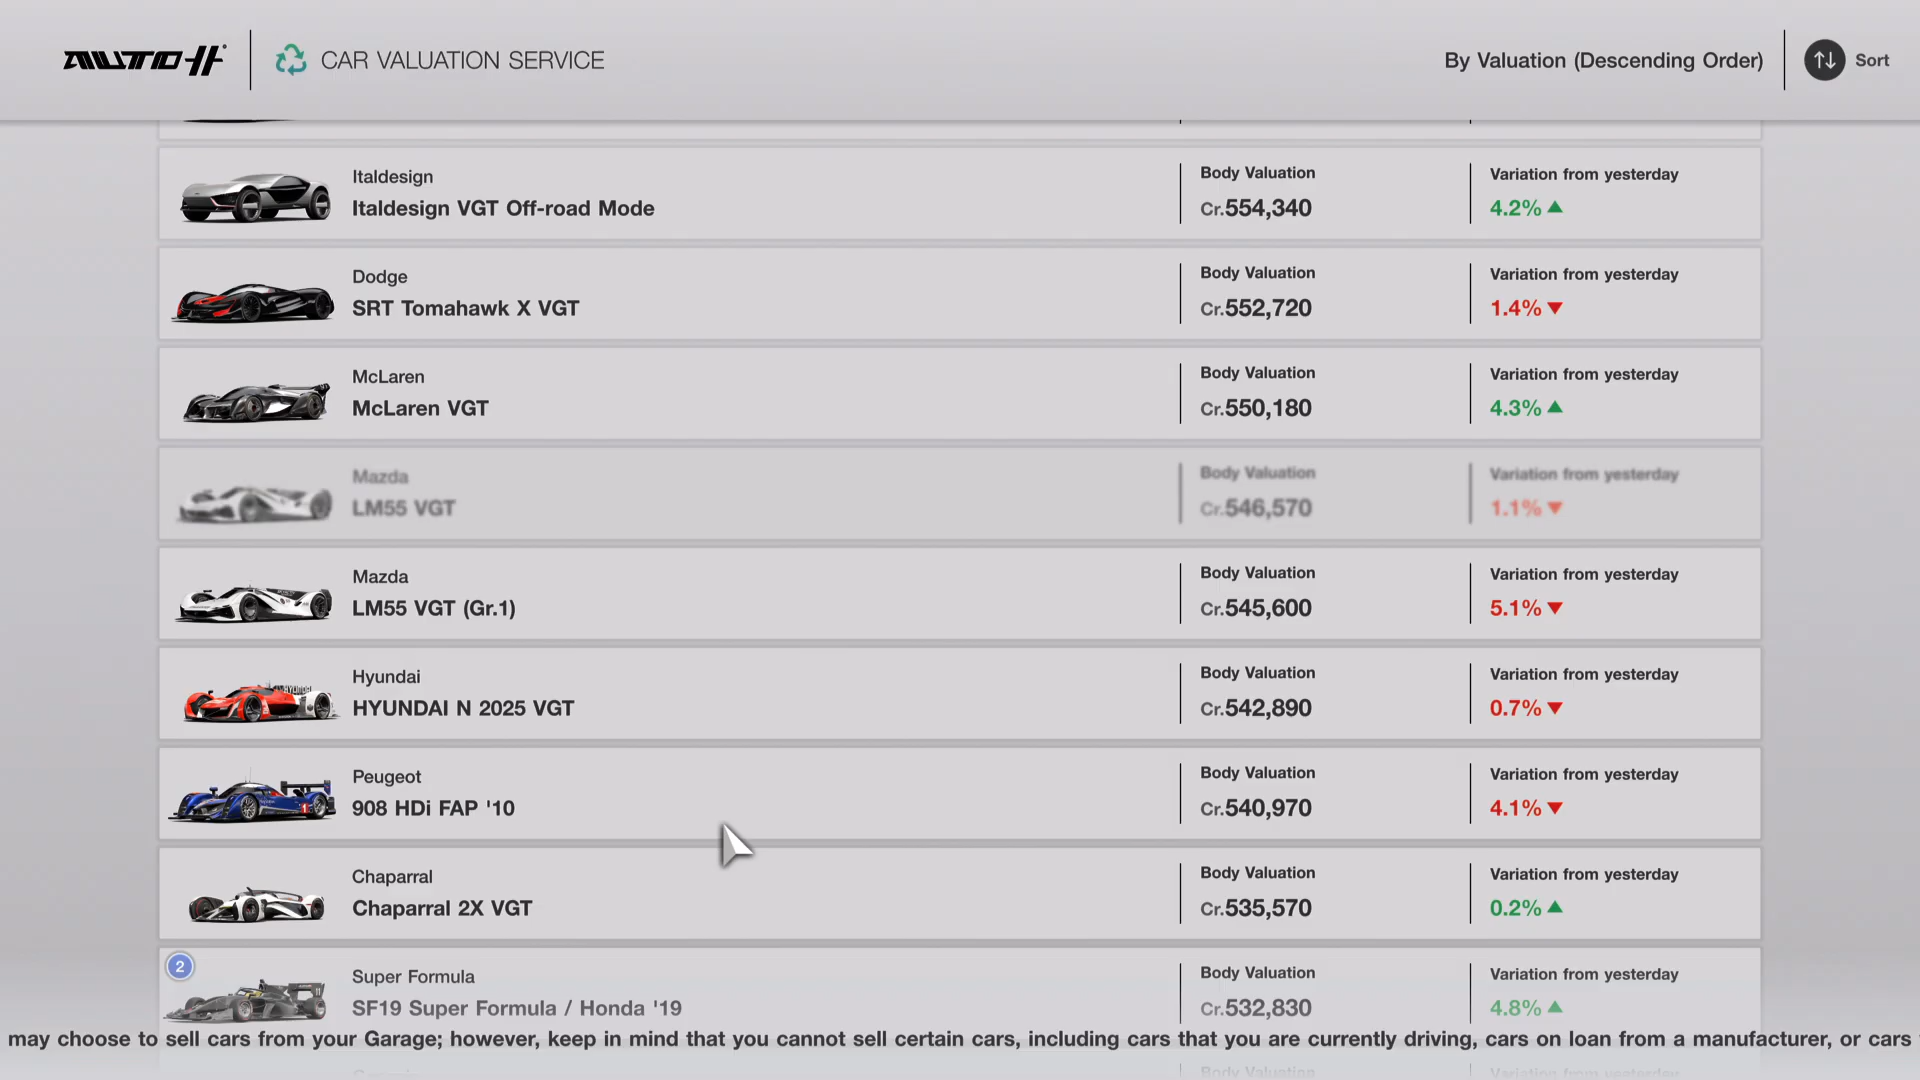 AUTO
CAR VALUATION SERVICE
By Valuation (Descending Order)
Sort
Italdesign
Italdesign VGT Off-road Mode
Body Valuation
Cr.554,340
Variation from yesterday
4.2%
Dodge
SRT Tomahawk X VGT
Body Valuation
Cr.552,720
Variation from yesterday
1.4%
McLaren
McLaren VGT
Body Valuation
Cr.550,180
Variation from yesterday
4.3%
Mazda
LM55 VGT
Body Valuation
Cr.546,570
Variation from yesterday
1.1%
Mazda
LM55 VGT (Gr.1)
Body Valuation
Cr.545,600
Variation from yesterday
5.1%
Hyundai
HYUNDAI N 2025 VGT
Body Valuation
Cr.542,890
Variation from yesterday
0.7%
Peugeot
908 HDi FAP '10
Body Valuation
Cr.540,970
Variation from yesterday
4.1%
Chaparral
Chaparral 2X VGT
Body Valuation
Cr.535,570
Variation from yesterday
0.2%
2
Super Formula
SF19 Super Formula / Honda '19
Body Valuation
Cr.532,830
Variation from yesterday
4.8%
may choose to sell cars from your Garage; however, keep in mind that you cannot sell certain cars, including cars that you are currently driving, cars on loan from a manufacturer, or cars
Body Valuation
Variation from yesterday